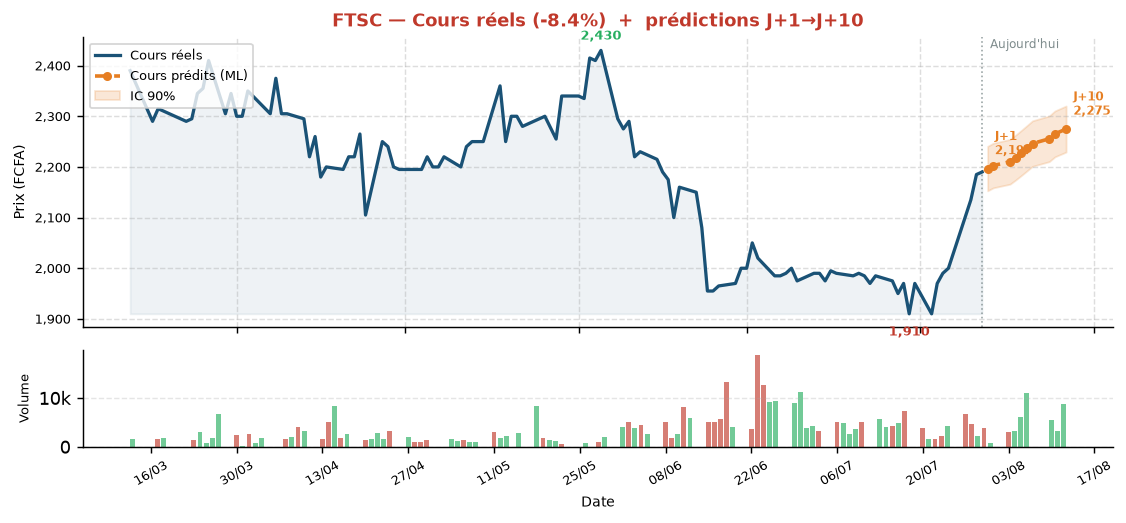 FTSC — Cours réels (-8.4%) + prédictions J+1→J+10
2,430
Aujourd'hui
Cours réels
Cours prédits (ML)
IC 90%
J+10
2,275
J+1
Prix (FCFA)
2,400
2,300
2,200
2,100
2,000
1,900
1,910
Volume
10k
0
16/03
30/03
13/04
27/04
11/05
25/05
08/06
22/06
06/07
20/07
03/08
17/08
Date